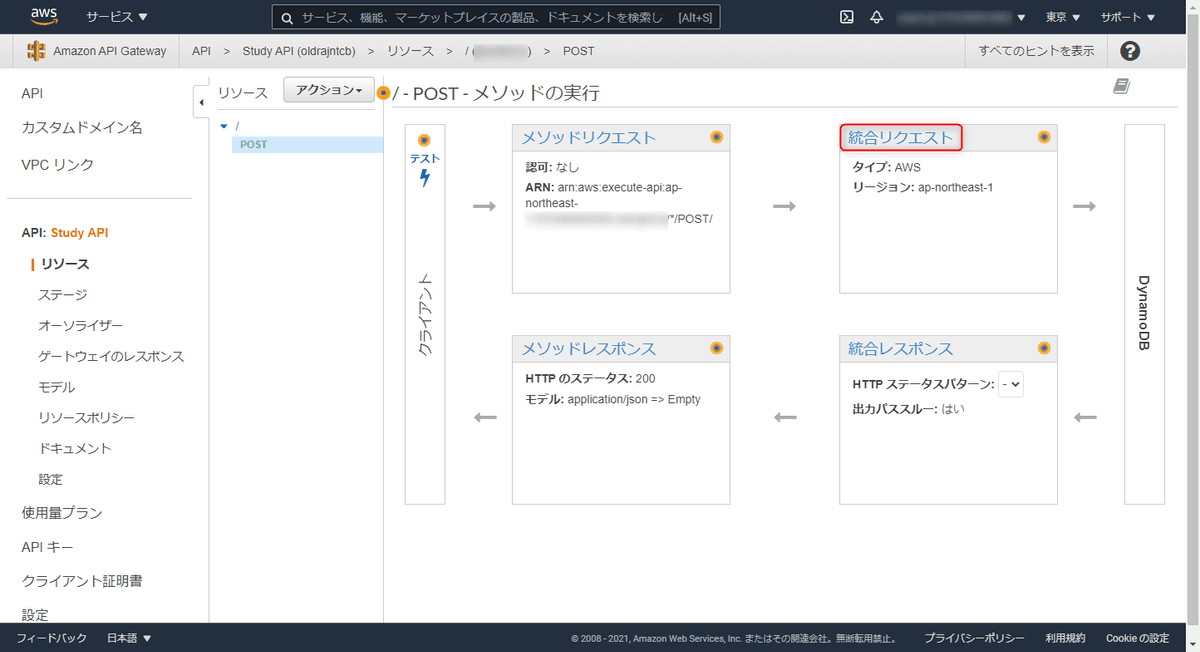 aws
サービス ▼
サービス、機能、マーケットプレイスの製品、ドキュメントを検索し [Alt+S]
東京 ▼
サポート ▼
Amazon API Gateway
API > Study API (oldrajntcb) > リソース > / ( ) > POST
すべてのヒントを表示
?
API
カスタムドメイン名
VPC リンク
API: Study API
リソース
ステージ
オーソライザー
ゲートウェイのレスポンス
モデル
リソースポリシー
ドキュメント
設定
使用量プラン
API キー
クライアント証明書
設定
リソース
アクション
/
POST
/ - POST - メソッドの実行
テスト
クライアント
メソッドリクエスト
認可: なし
ARN: arn:aws:execute-api:ap-
northeast-
/*/POST/
統合リクエスト
タイプ: AWS
リージョン: ap-northeast-1
メソッドレスポンス
HTTP のステータス: 200
モデル: application/json => Empty
統合レスポンス
HTTP ステータスパターン: -
出力パススルー: はい
DynamoDB
フィードバック
日本語 ▼
© 2008 - 2021, Amazon Web Services, Inc. またはその関連会社。無断転用禁止。
プライバシーポリシー
利用規約
Cookie の設定